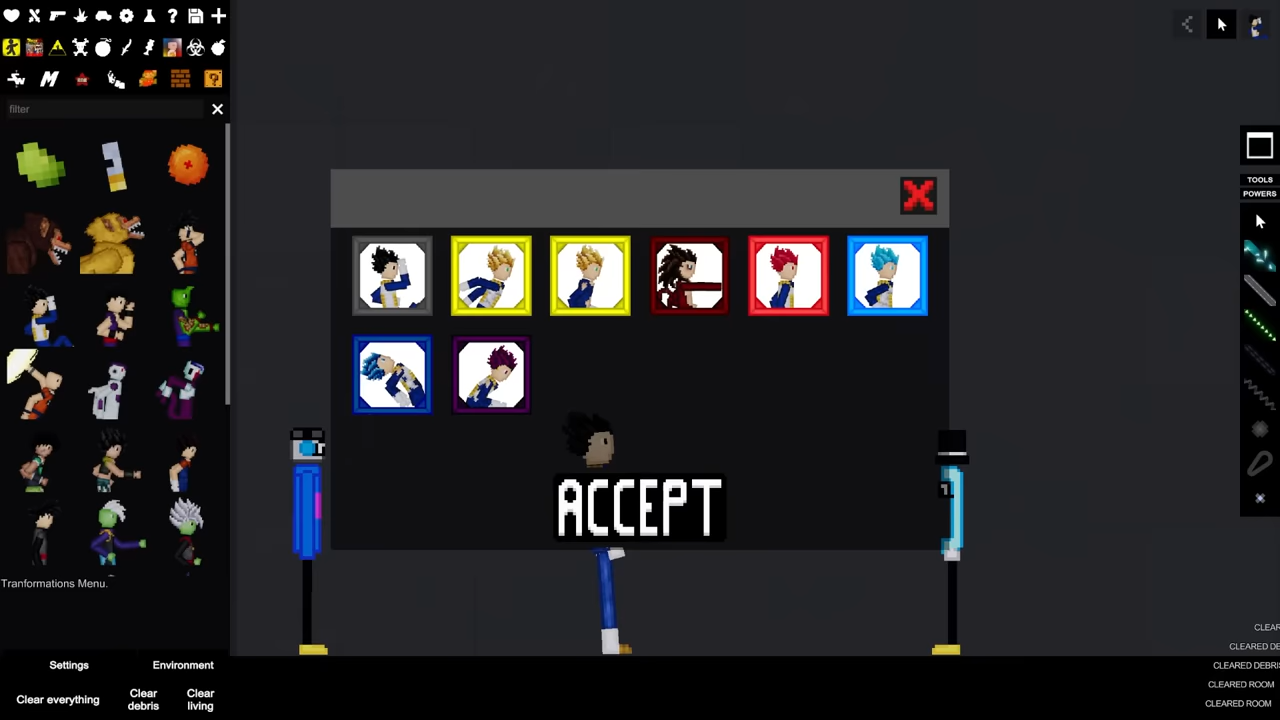 filter
TOOLS
POWERS
ACCEPT
Tranformations Menu.
Settings
Environment
Clear everything
Clear
debris
Clear
living
CLEAR
CLEARED DE
CLEARED DEBRIS
CLEARED ROOM
CLEARED ROOM